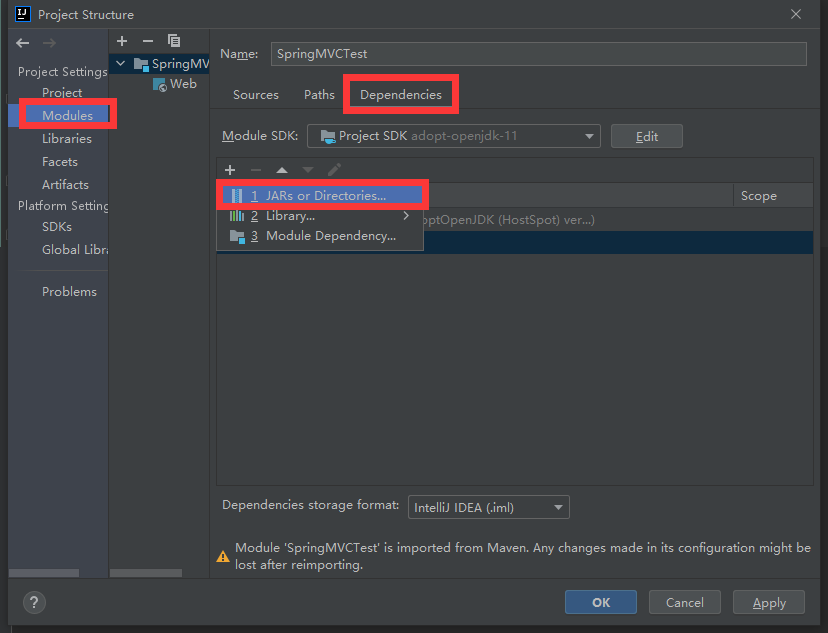 Project Structure
Project Settings
Project
Modules
Libraries
Facets
Artifacts
Platform Setting
SDKs
Global Libra
Problems
SpringMV
Web
Name: SpringMVCTest
Sources Paths Dependencies
Module SDK: Project SDK adopt-openjdk-11 Edit
1 JARs or Directories...
Scope
2 Library...
optOpenJDK (HostSpot) ver...)
3 Module Dependency...
Dependencies storage format: IntelliJ IDEA (.iml)
Module 'SpringMVCTest' is imported from Maven. Any changes made in its configuration might be
lost after reimporting.
? OK Cancel Apply